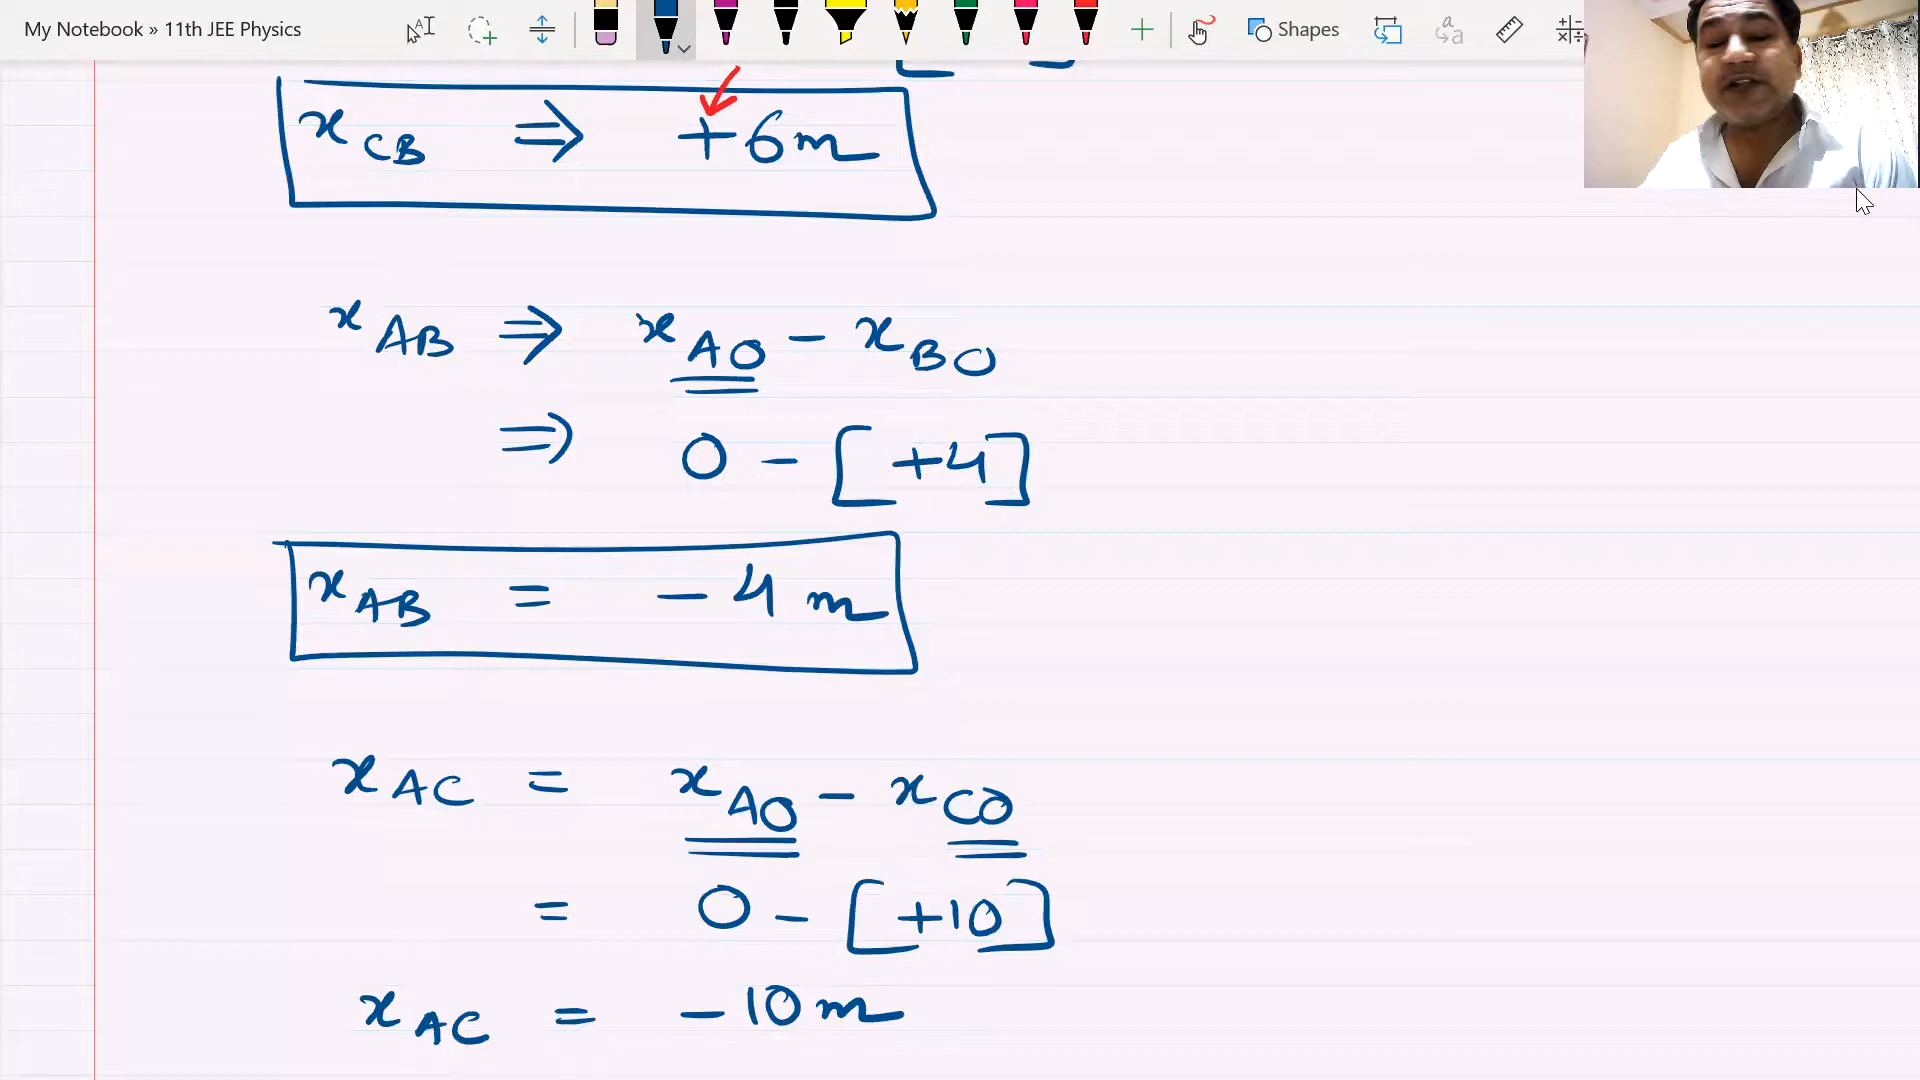 My Notebook » 11th JEE Physics
Shapes
x_CB ⇒ +6m
x_AB ⇒ x_AO − x_BO
⇒ 0 − [+4]
x_AB = −4 m
x_AC = x_AO − x_CO
= 0 − [+10]
x_AC = −10m